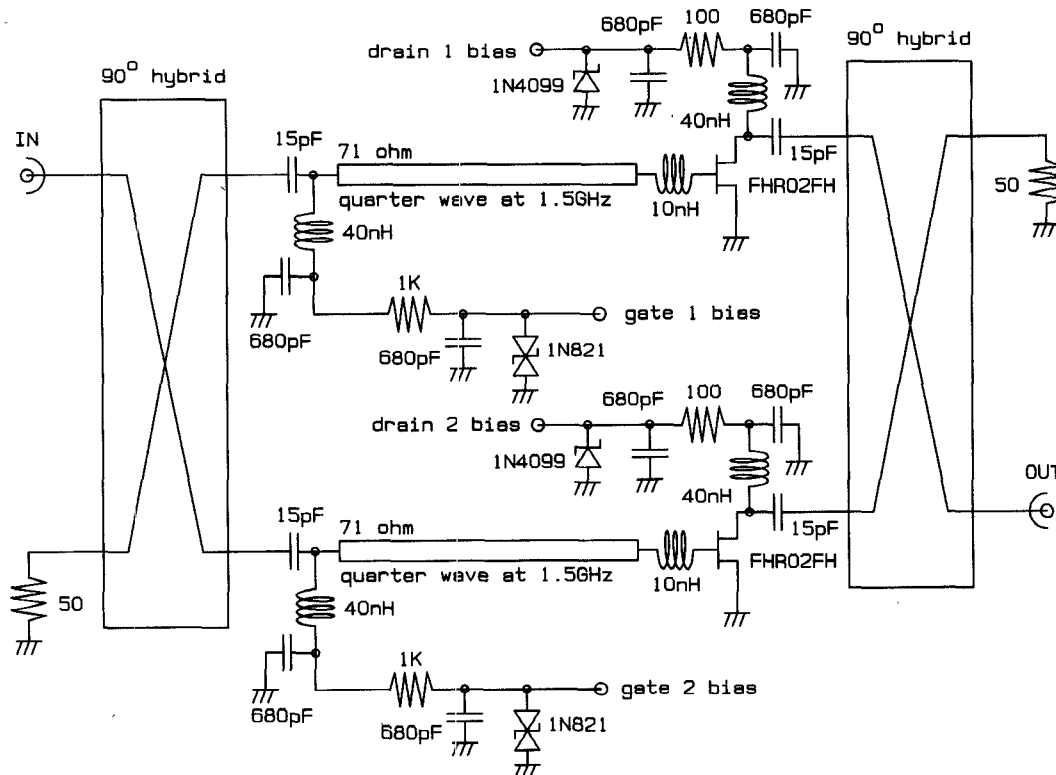 90° hybrid
IN
50
15pF
71 ohm
quarter wave at 1.5GHz
40nH
680pF
1K
680pF
1N821
gate 1 bias
drain 1 bias
1N4099
680pF
100
680pF
40nH
10nH
FHR02FH
15pF
90° hybrid
50
OUT
drain 2 bias
1N4099
680pF
100
680pF
40nH
15pF
15pF
71 ohm
quarter wave at 1.5GHz
10nH
FHR02FH
40nH
680pF
1K
680pF
1N821
gate 2 bias